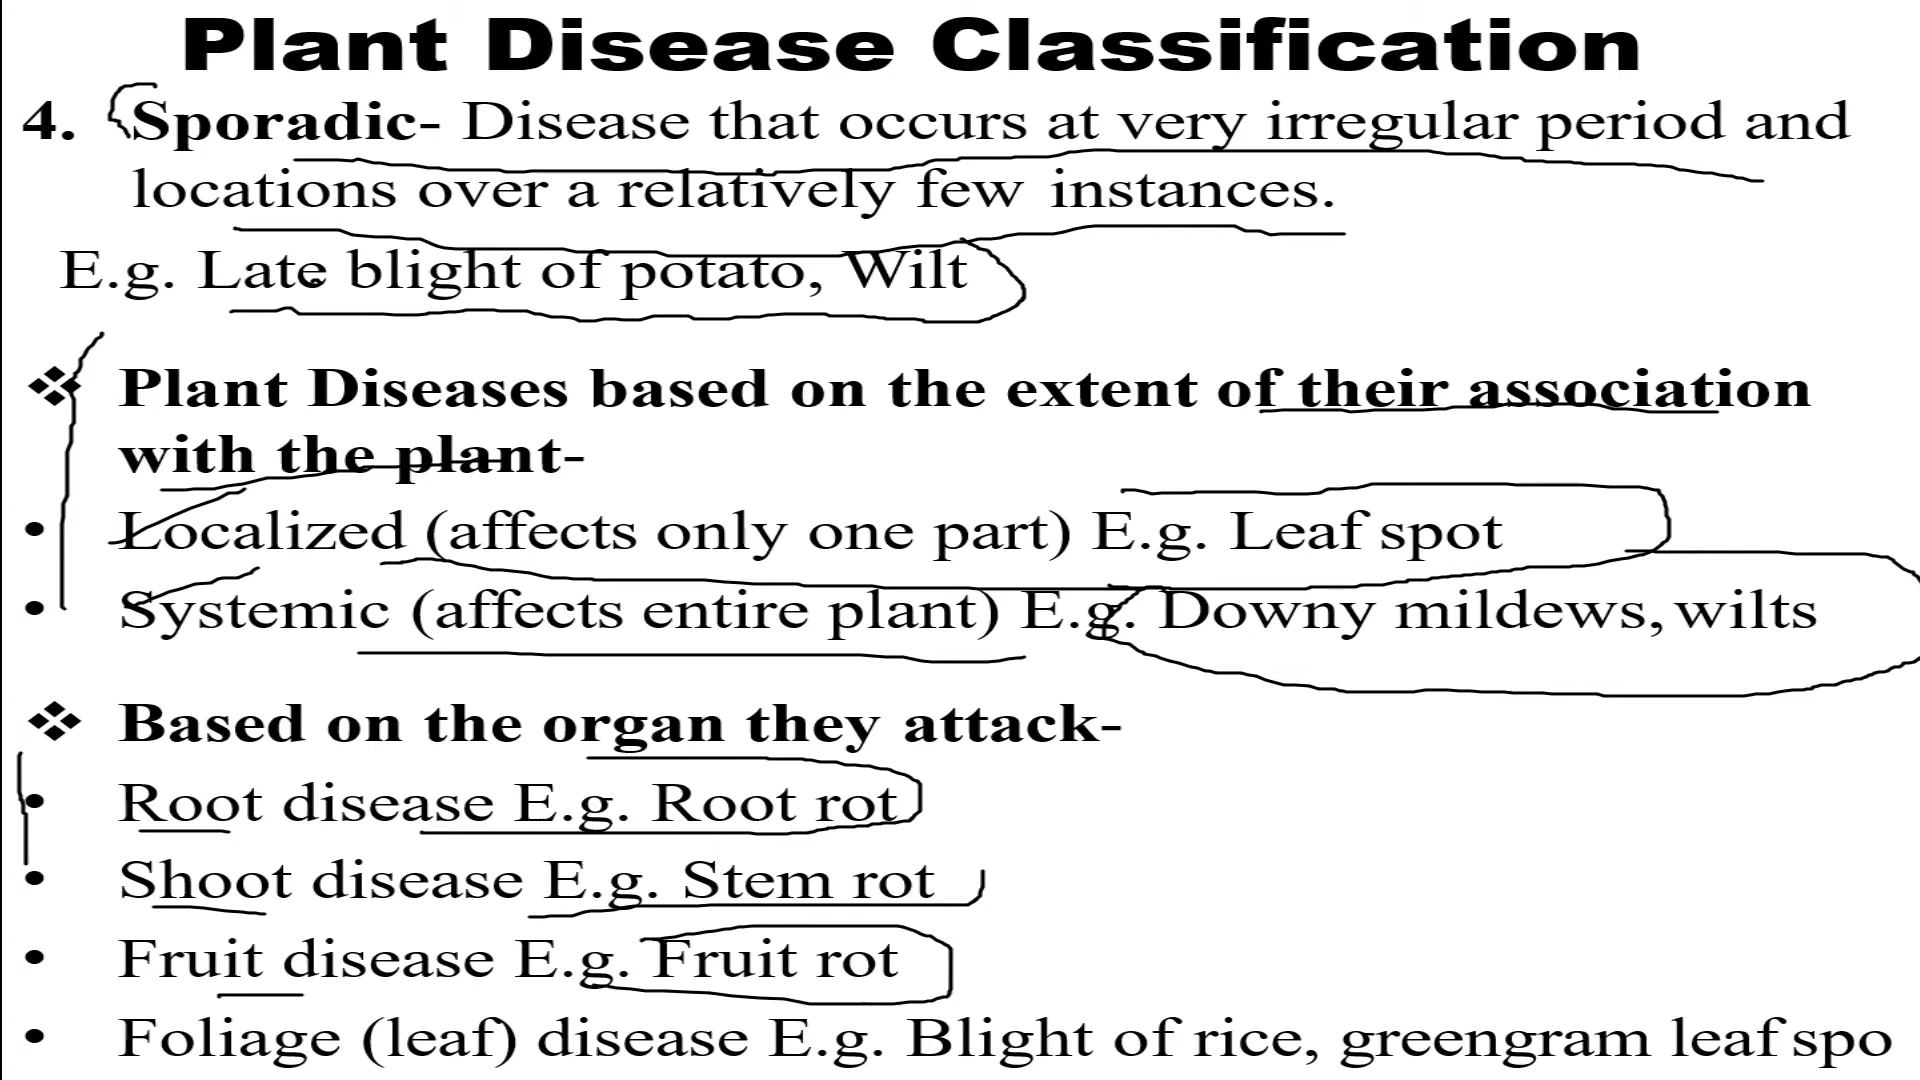 Plant Disease Classification
4. Sporadic- Disease that occurs at very irregular period and
locations over a relatively few instances.
E.g. Late blight of potato, Wilt
❖ Plant Diseases based on the extent of their association
with the plant-
• Localized (affects only one part) E.g. Leaf spot
• Systemic (affects entire plant) E.g. Downy mildews, wilts
❖ Based on the organ they attack-
• Root disease E.g. Root rot
• Shoot disease E.g. Stem rot
• Fruit disease E.g. Fruit rot
• Foliage (leaf) disease E.g. Blight of rice, greengram leaf spo